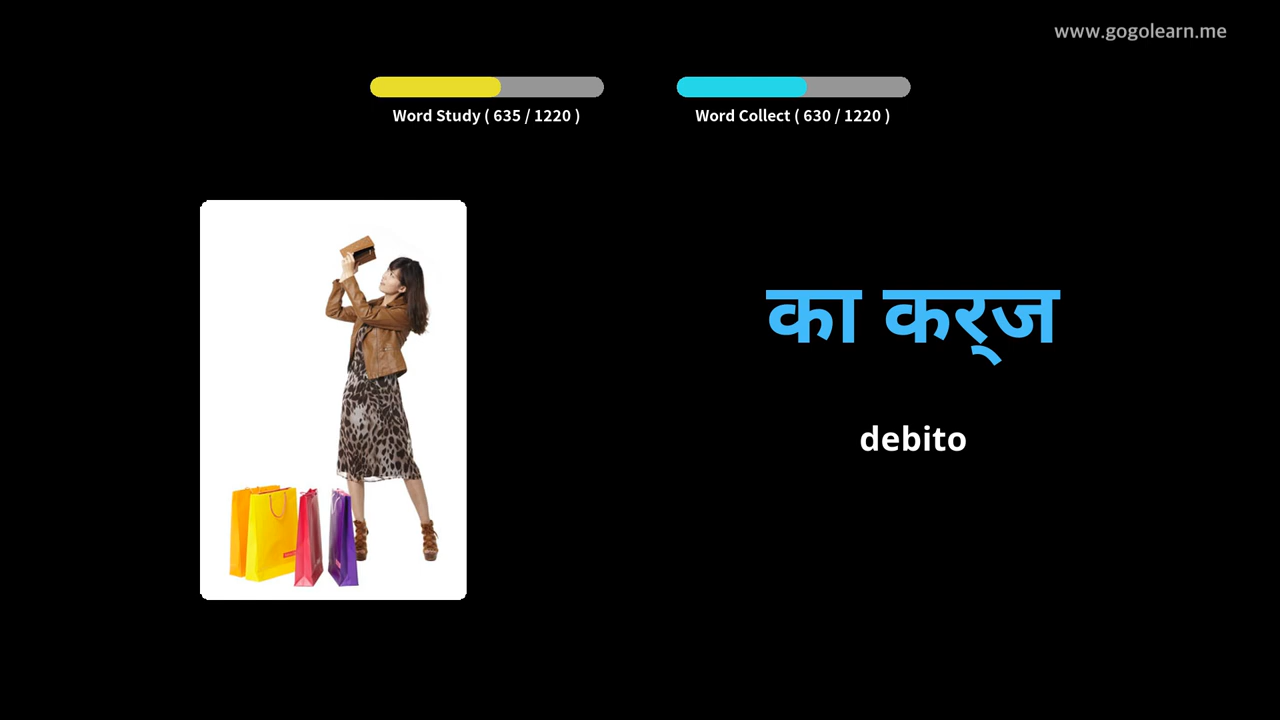 www.gogolearn.me
Word Study ( 635 / 1220 )
Word Collect ( 630 / 1220 )
का कर्‌ज
debito